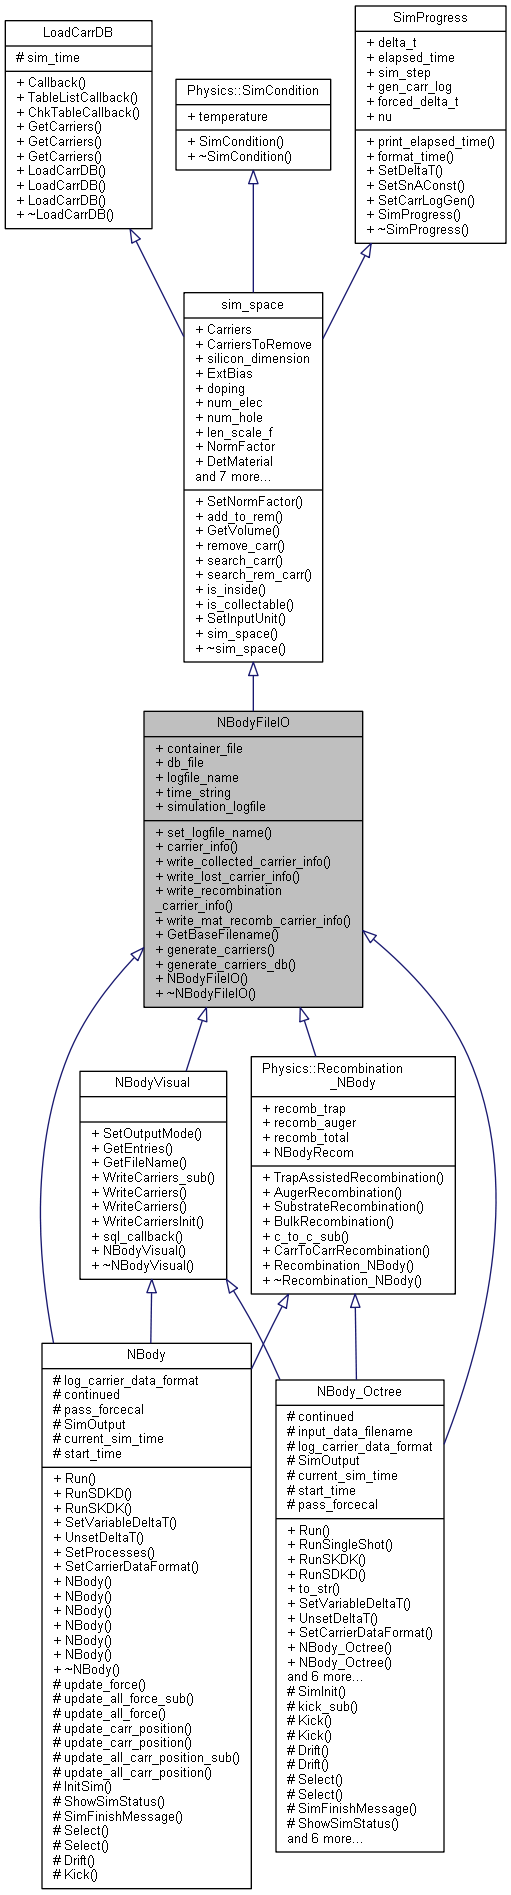 LoadCarrDB
# sim_time
+ Callback()
+ TableListCallback()
+ ChkTableCallback()
+ GetCarriers()
+ GetCarriers()
+ GetCarriers()
+ LoadCarrDB()
+ LoadCarrDB()
+ LoadCarrDB()
+ ~LoadCarrDB()
Physics::SimCondition
+ temperature
+ SimCondition()
+ ~SimCondition()
SimProgress
+ delta_t
+ elapsed_time
+ sim_step
+ gen_carr_log
+ forced_delta_t
+ nu
+ print_elapsed_time()
+ format_time()
+ SetDeltaT()
+ SetSnAConst()
+ SetCarrLogGen()
+ SimProgress()
+ ~SimProgress()
sim_space
+ Carriers
+ CarriersToRemove
+ silicon_dimension
+ ExtBias
+ doping
+ num_elec
+ num_hole
+ len_scale_f
+ NormFactor
+ DetMaterial
and 7 more...
+ SetNormFactor()
+ add_to_rem()
+ GetVolume()
+ remove_carr()
+ search_carr()
+ search_rem_carr()
+ is_inside()
+ is_collectable()
+ SetInputUnit()
+ sim_space()
+ ~sim_space()
NBodyFileIO
+ container_file
+ db_file
+ logfile_name
+ time_string
+ simulation_logfile
+ set_logfile_name()
+ carrier_info()
+ write_collected_carrier_info()
+ write_lost_carrier_info()
+ write_recombination
_carrier_info()
+ write_mat_recomb_carrier_info()
+ GetBaseFilename()
+ generate_carriers()
+ generate_carriers_db()
+ NBodyFileIO()
+ ~NBodyFileIO()
NBodyVisual
+ SetOutputMode()
+ GetEntries()
+ GetFileName()
+ WriteCarriers_sub()
+ WriteCarriers()
+ WriteCarriers()
+ WriteCarriersInit()
+ sql_callback()
+ NBodyVisual()
+ ~NBodyVisual()
Physics::Recombination
_NBody
+ recomb_trap
+ recomb_auger
+ recomb_total
+ NBodyRecom
+ TrapAssistedRecombination()
+ AugerRecombination()
+ SubstrateRecombination()
+ BulkRecombination()
+ c_to_c_sub()
+ CarrToCarrRecombination()
+ Recombination_NBody()
+ ~Recombination_NBody()
NBody
# log_carrier_data_format
# continued
# pass_forcecal
# SimOutput
# current_sim_time
# start_time
+ Run()
+ RunSDKD()
+ RunSKDK()
+ SetVariableDeltaT()
+ UnsetDeltaT()
+ SetProcesses()
+ SetCarrierDataFormat()
+ NBody()
+ NBody()
+ NBody()
+ NBody()
+ NBody()
+ NBody()
+ ~NBody()
# update_force()
# update_all_force_sub()
# update_all_force()
# update_carr_position()
# update_carr_position()
# update_all_carr_position_sub()
# update_all_carr_position()
# InitSim()
# ShowSimStatus()
# SimFinishMessage()
# Select()
# Select()
# Drift()
# Kick()
NBody_Octree
# continued
# input_data_filename
# log_carrier_data_format
# SimOutput
# current_sim_time
# start_time
# pass_forcecal
+ Run()
+ RunSingleShot()
+ RunSKDK()
+ RunSDKD()
+ to_str()
+ SetVariableDeltaT()
+ UnsetDeltaT()
+ SetCarrierDataFormat()
+ NBody_Octree()
+ NBody_Octree()
and 6 more...
# SimInit()
# kick_sub()
# Kick()
# Kick()
# Drift()
# Drift()
# Select()
# Select()
# SimFinishMessage()
# ShowSimStatus()
and 6 more...